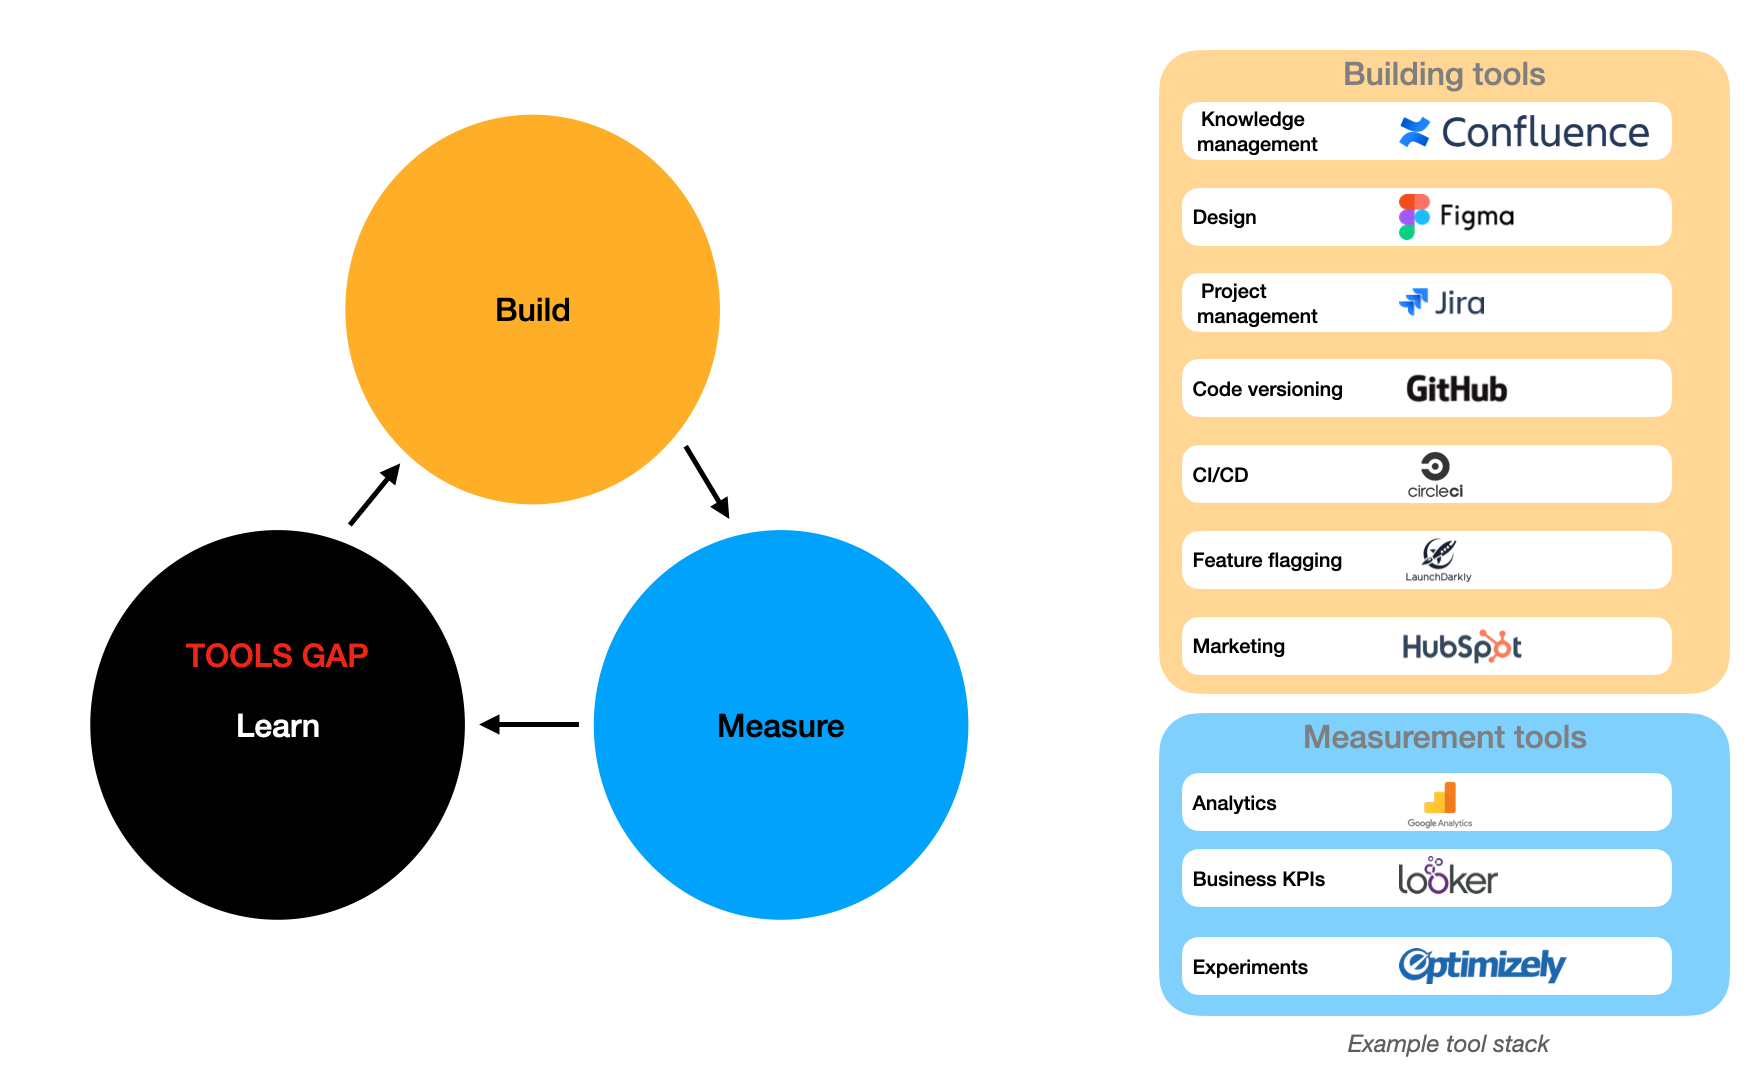 Build
TOOLS GAP
Learn
Measure
Building tools
Knowledge
management
Confluence
Design
Figma
Project
management
Jira
Code versioning
GitHub
CI/CD
circleci
Feature flagging
LaunchDarkly
Marketing
HubSpot
Measurement tools
Analytics
Google Analytics
Business KPIs
looker
Experiments
Optimizely
Example tool stack